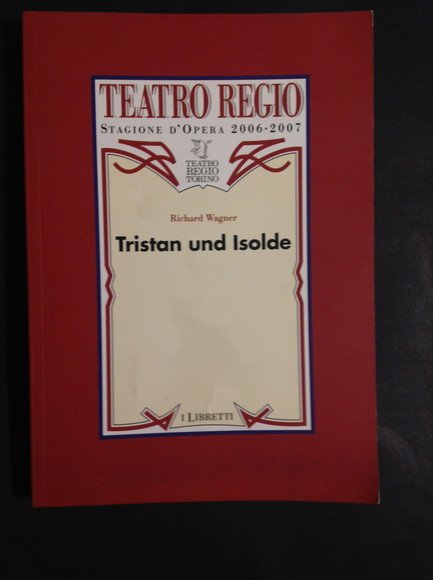 TEATRO REGIO
STAGIONE D'OPERA 2006-2007
TEATRO
REGIO
TORINO
Richard Wagner
Tristan und Isolde
I LIBRETTI